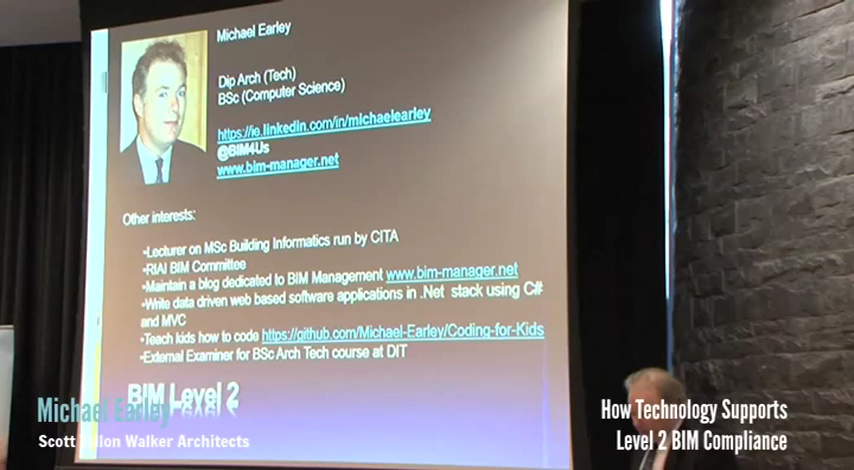 Michael Earley
Dip Arch (Tech)
BSc (Computer Science)
https://ie.linkedin.com/in/michaelearley
@BIM4Us
www.bim-manager.net
Other interests:
•Lecturer on MSc Building Informatics run by CITA
•RIAI BIM Committee
•Maintain a blog dedicated to BIM Management www.bim-manager.net
•Write data driven web based software applications in .Net stack using C#
and MVC
•Teach kids how to code https://github.com/Michael-Earley/Coding-for-Kids
•External Examiner for BSc Arch Tech course at DIT
BIM Level 2
Michael Earley
Scott Tallon Walker Architects
How Technology Supports
Level 2 BIM Compliance